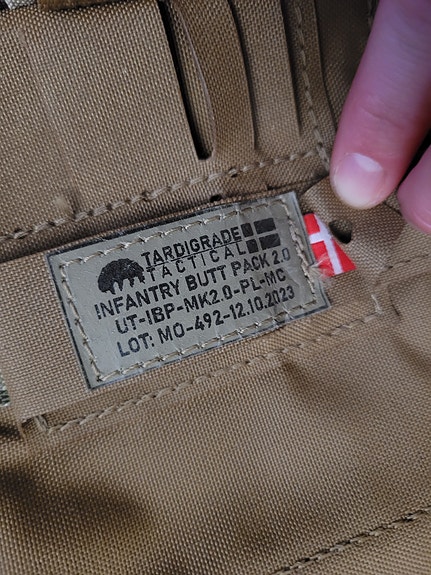 TARDIGRADE
TACTICAL
INFANTRY BUTT PACK 2.0
UT-IBP-MK2.0-PL-MC
LOT: MO-492-12.10.2023